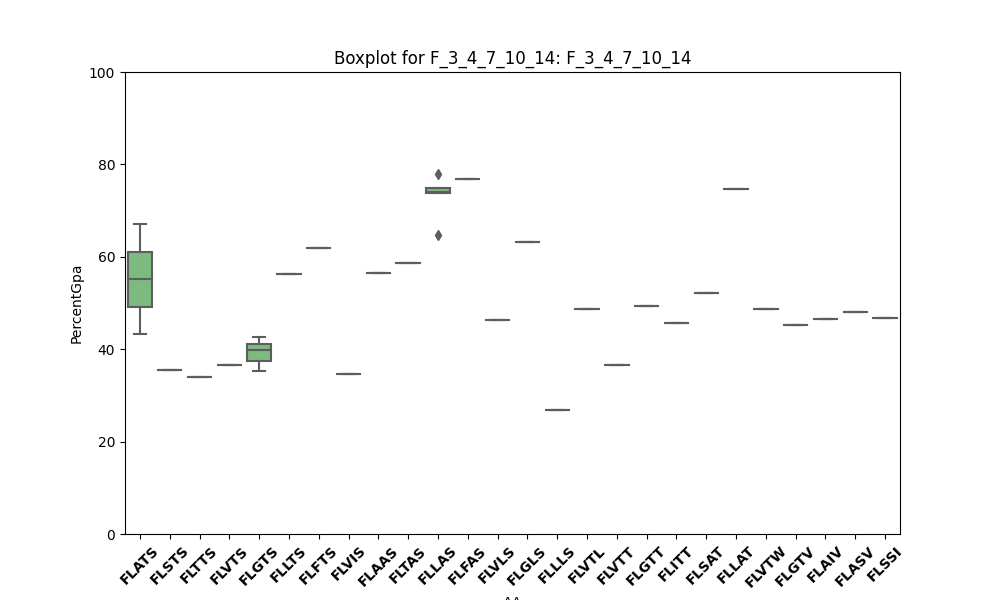 Boxplot for F_3_4_7_10_14: F_3_4_7_10_14
100
80
60
40
20
0
PercentGpa
FLATS
FLSTS
FLTTS
FLVTS
FLGTS
FLLTS
FLFTS
FLVIS
FLAAS
FLTAS
FLLAS
FLFAS
FLVLS
FLGLS
FLLLS
FLVTL
FLVTT
FLGTT
FLITT
FLSAT
FLLAT
FLVTW
FLGTV
FLAIV
FLASV
FLSSI